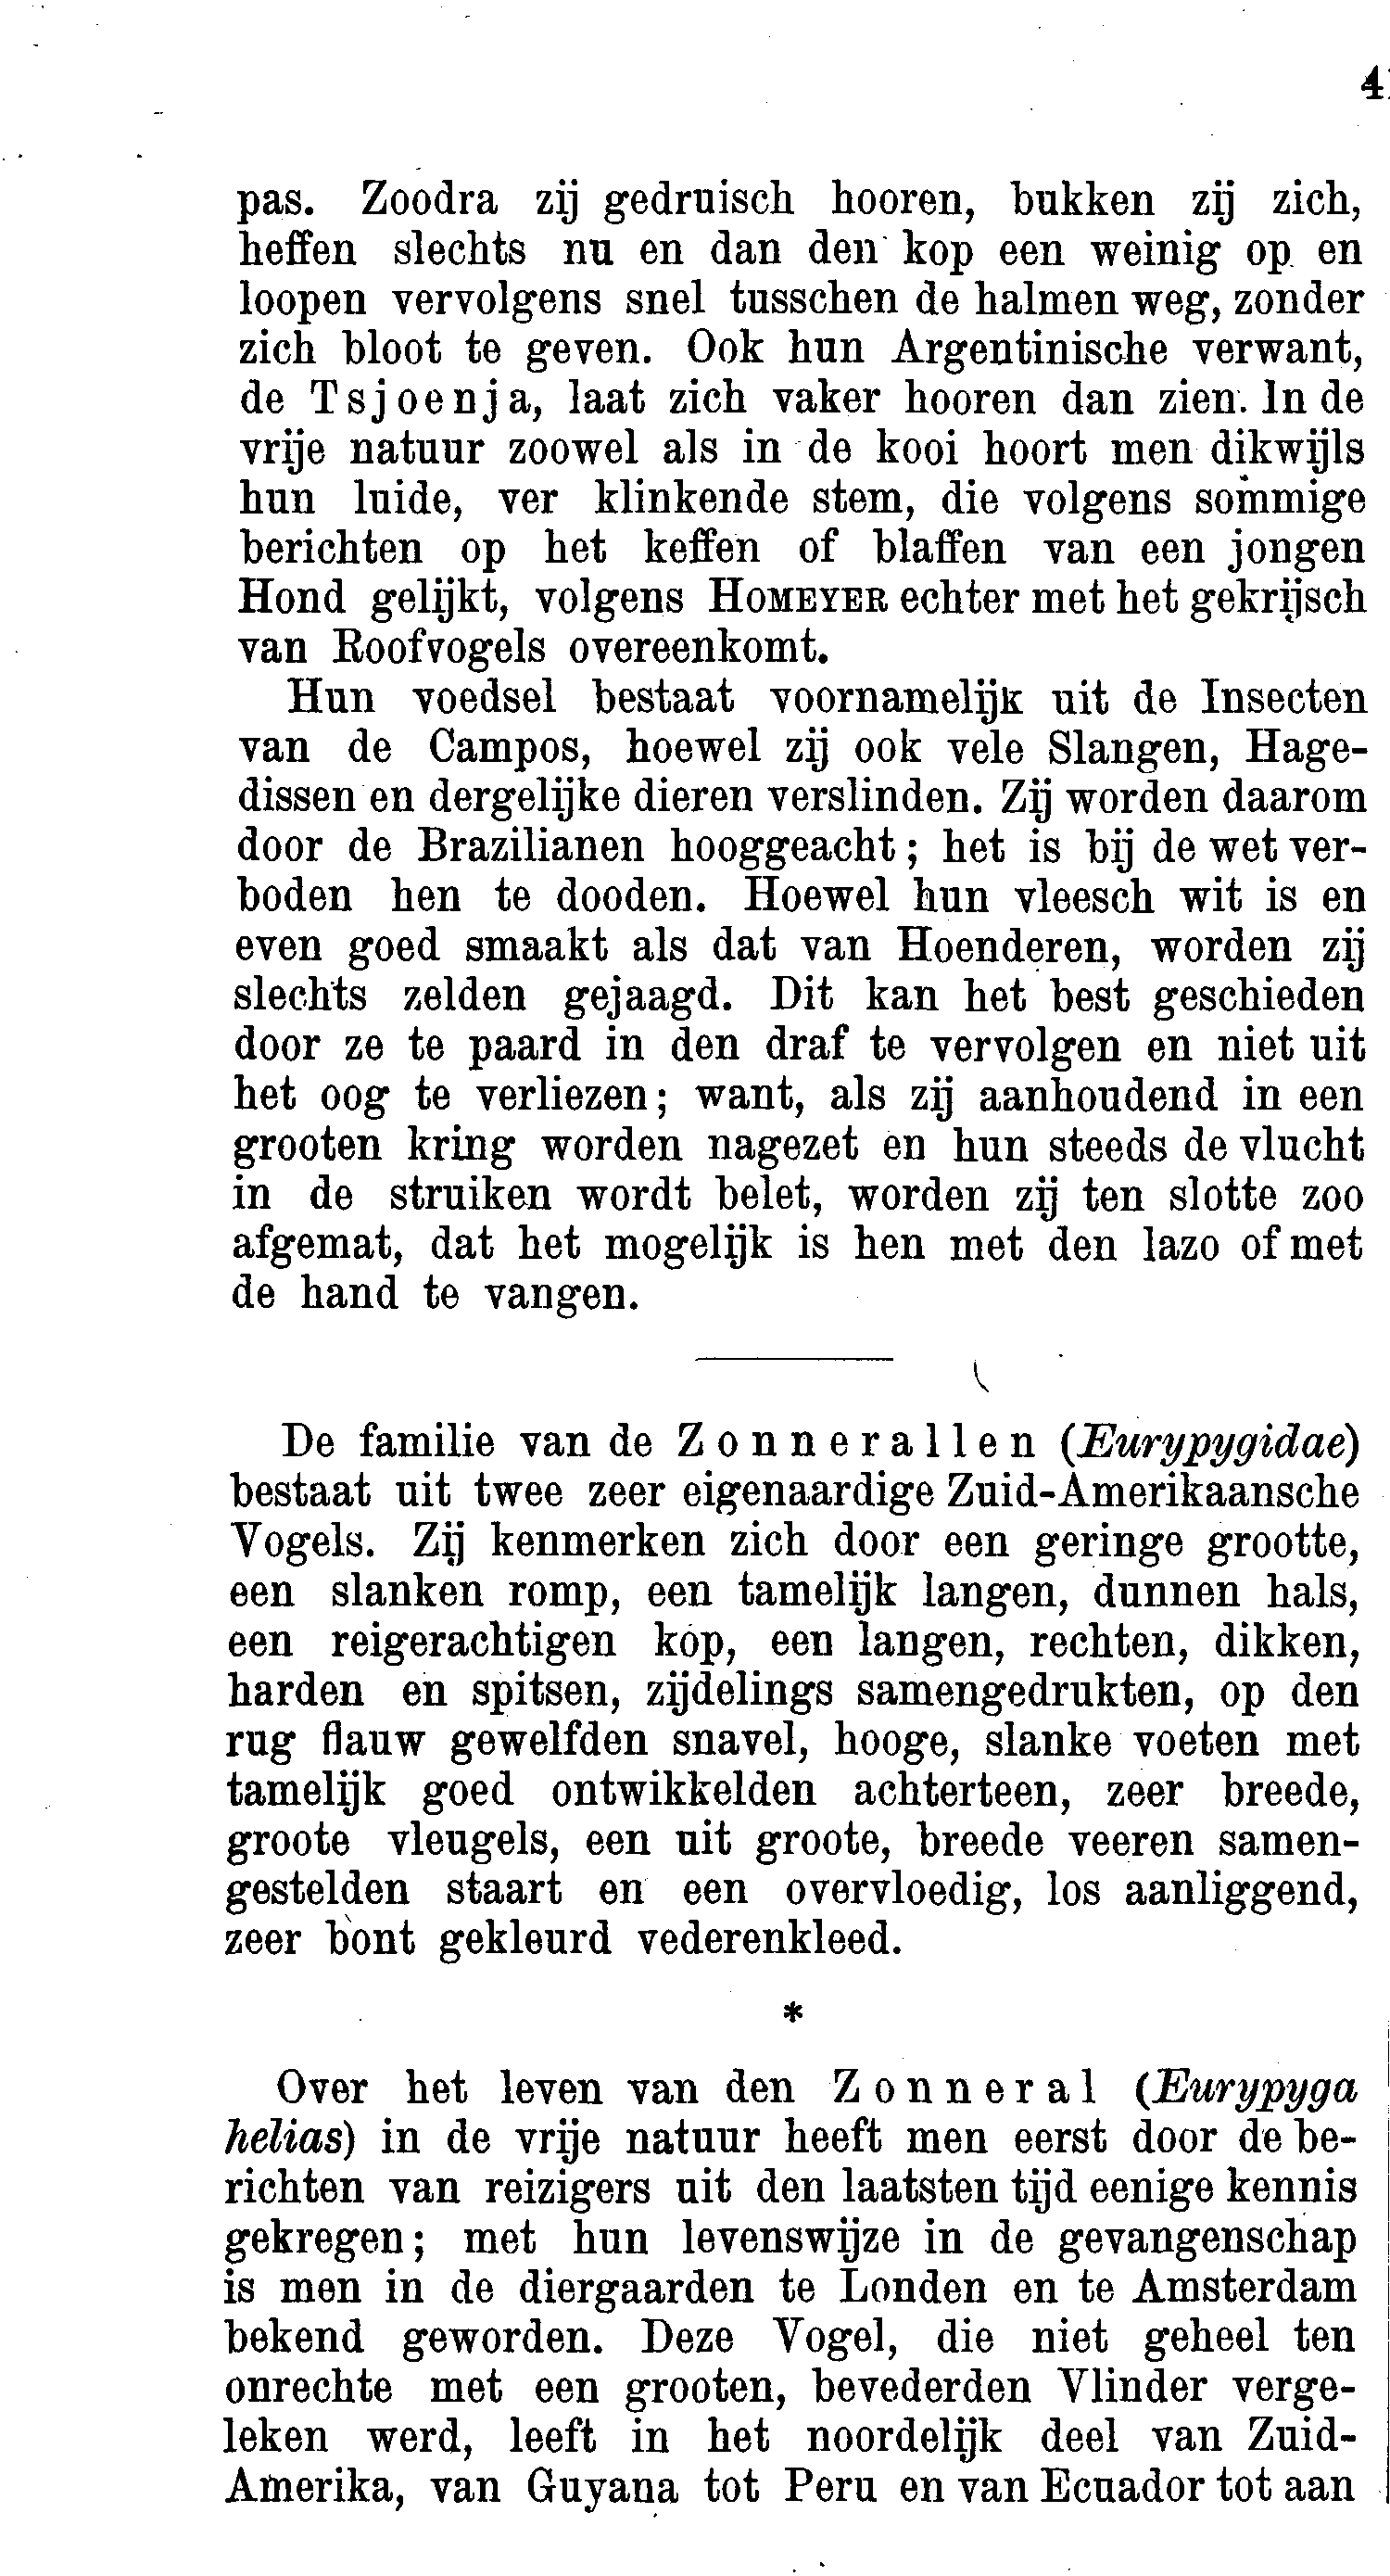 4
pas. Zoodra zij gedruisch hooren, bukken zij zich,
heffen slechts nu en dan den kop een weinig op en
loopen vervolgens snel tusschen de halmen weg, zonder
zich bloot te geven. Ook hun Argentinische verwant,
de Tsjoenja, laat zich vaker hooren dan zien. In de
vrije natuur zoowel als in de kooi hoort men dikwijls
hun luide, ver klinkende stem, die volgens sommige
berichten op het keffen of blaffen van een jongen
Hond gelijkt, volgens HOMEYER echter met het gekrijsch
van Roofvogels overeenkomt.
Hun voedsel bestaat voornamelijk uit de Insecten
van de Campos, hoewel zij ook vele Slangen, Hage-
dissen en dergelijke dieren verslinden. Zij worden daarom
door de Brazilianen hooggeacht; het is bij de wet ver-
boden hen te dooden. Hoewel hun vleesch wit is en
even goed smaakt als dat van Hoenderen, worden zij
slechts zelden gejaagd. Dit kan het best geschieden
door ze te paard in den draf te vervolgen en niet uit
het oog te verliezen; want, als zij aanhoudend in een
grooten kring worden nagezet en hun steeds de vlucht
in de struiken wordt belet, worden zij ten slotte zoo
afgemat, dat het mogelijk is hen met den lazo of met
de hand te vangen.
De familie van de Zonnerallen (Eurypygidae)
bestaat uit twee zeer eigenaardige Zuid-Amerikaansche
Vogels. Zij kenmerken zich door een geringe grootte,
een slanken romp, een tamelijk langen, dunnen hals,
een reigerachtigen kop, een langen, rechten, dikken,
harden en spitsen, zijdelings samengedrukten, op den
rug flauw gewelfden snavel, hooge, slanke voeten met
tamelijk goed ontwikkelden achterteen, zeer breede,
groote vleugels, een uit groote, breede veeren samen-
gestelden staart en een overvloedig, los aanliggend,
zeer bont gekleurd vederenkleed.
*
Over het leven van den Zonneral (Eurypyga
helias) in de vrije natuur heeft men eerst door de be-
richten van reizigers uit den laatsten tijd eenige kennis
gekregen; met hun levenswijze in de gevangenschap
is men in de diergaarden te Londen en te Amsterdam
bekend geworden. Deze Vogel, die niet geheel ten
onrechte met een grooten, bevederden Vlinder verge-
leken werd, leeft in het noordelijk deel van Zuid-
Amerika, van Guyana tot Peru en van Ecuador tot aan